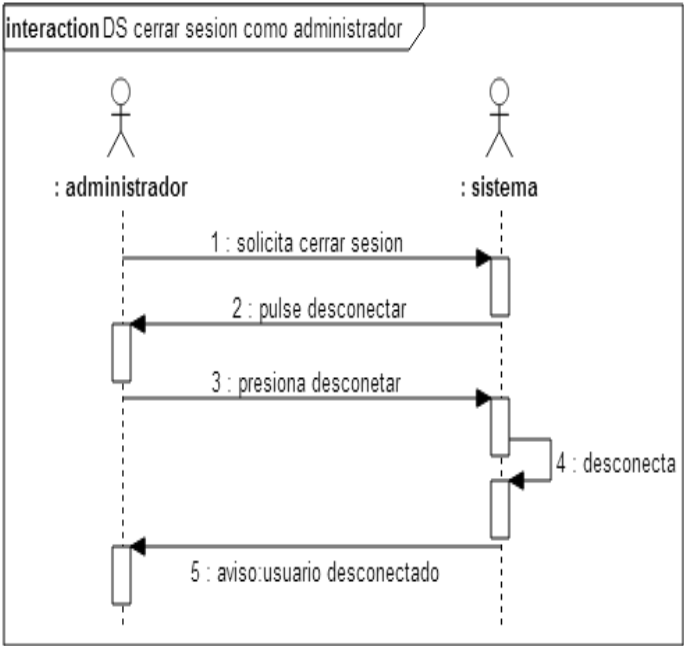 interaction DS cerrar sesion como administrador
: administrador
: sistema
1 : solicita cerrar sesion
2 : pulse desconectar
3 : presiona desconetar
4 : desconecta
5 : aviso:usuario desconectado